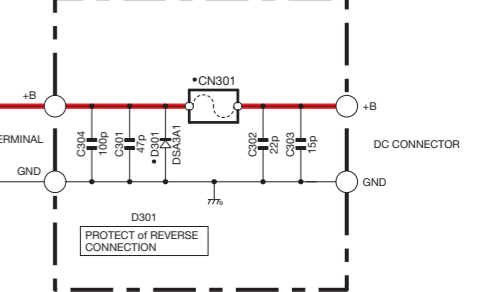 •CN301
+B
+B
ERMINAL
C304
100p
C301
47p
•D301
DSA3A1
C302
22p
C303
15p
DC CONNECTOR
GND
GND
D301
PROTECT of REVERSE
CONNECTION